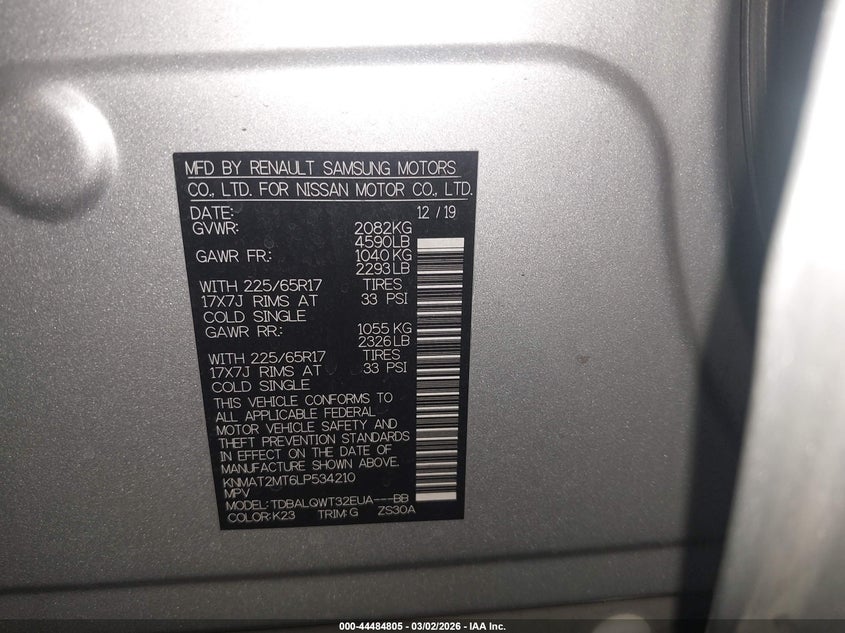 MFD BY RENAULT SAMSUNG MOTORS
CO., LTD. FOR NISSAN MOTOR CO., LTD.
DATE: 12 / 19
GVWR: 2082KG
4590LB
GAWR FR.: 1040KG
2293LB
WITH 225/65R17 TIRES
17X7J RIMS AT 33 PSI
COLD SINGLE
GAWR RR.: 1055 KG
2326LB
WITH 225/65R17 TIRES
17X7J RIMS AT 33 PSI
COLD SINGLE
THIS VEHICLE CONFORMS TO
ALL APPLICABLE FEDERAL
MOTOR VEHICLE SAFETY AND
THEFT PREVENTION STANDARDS
IN EFFECT ON THE DATE OF
MANUFACTURE SHOWN ABOVE.
KNMAT2MT6LP534210
MPV
MODEL: TDBALQWT32EUA---BB
COLOR: K23 TRIM: G ZS30A
000-44484805 - 03/02/2026 - IAA Inc.